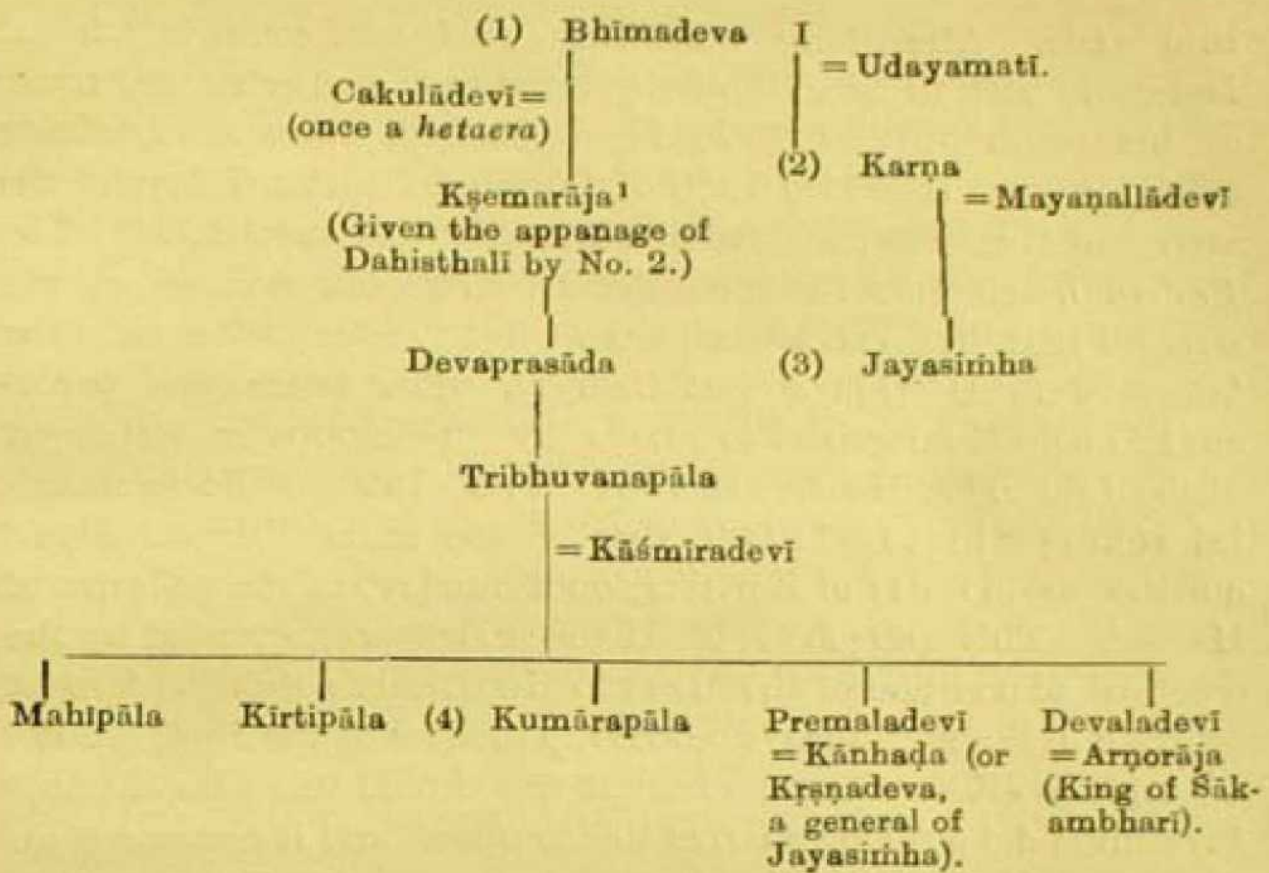 (1) Bhīmadeva I
= Udayamatī.
Cakulādevī=
(once a hetaera)
(2) Karṇa
Kṣemarāja¹
= Mayaṇallādevī
(Given the appanage of
Dahisthalī by No. 2.)
Devaprasāda (3) Jayasiṁha
Tribhuvanapāla
= Kāśmīradevī
Mahīpāla Kīrtipāla (4) Kumārapāla
Premaladevī
= Kānhaḍa (or
Kṛṣṇadeva,
a general of
Jayasiṁha).
Devaladevī
= Arṇorāja
(King of Śāk-
ambharī).